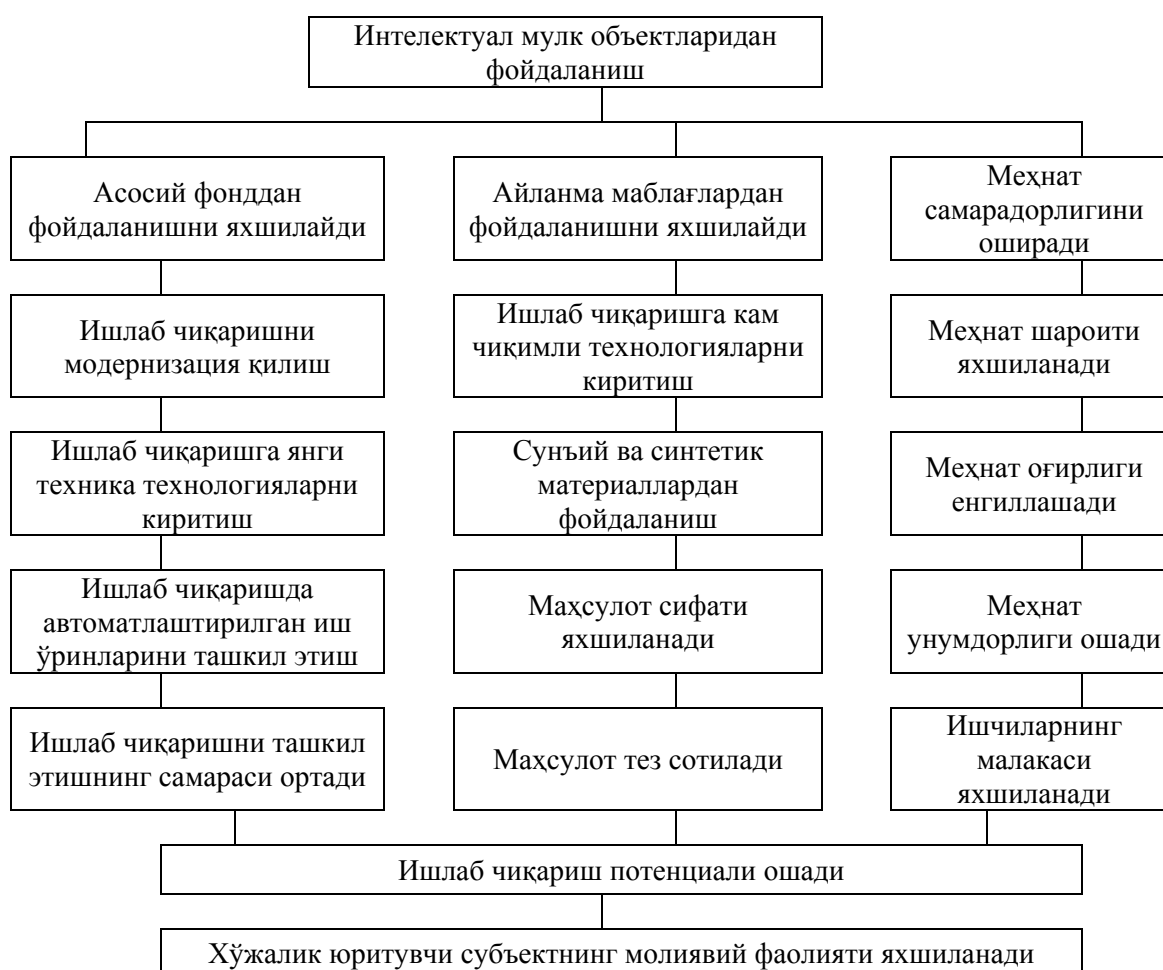 Интелектуал мулк объектларидан
фойдаланиш
Асосий фонддан
фойдаланишни яхшилайди
Айланма маблағлардан
фойдаланишни яхшилайди
Меҳнат
самарадорлигини
оширади
Ишлаб чиқаришни
модернизация қилиш
Ишлаб чиқаришга кам
чиқимли технологияларни
киритиш
Меҳнат шароити
яхшиланади
Ишлаб чиқаришга янги
техника технологияларни
киритиш
Сунъий ва синтетик
материаллардан
фойдаланиш
Меҳнат оғирлиги
енгиллашади
Ишлаб чиқаришда
автоматлаштирилган иш
ўринларини ташкил этиш
Маҳсулот сифати
яхшиланади
Меҳнат
унумдорлиги ошади
Ишлаб чиқаришни ташкил
этишнинг самараси ортади
Маҳсулот тез сотилади
Ишчиларнинг
малакаси
яхшиланади
Ишлаб чиқариш потенциали ошади
Хўжалик юритувчи субъектнинг молиявий фаолияти яхшиланади